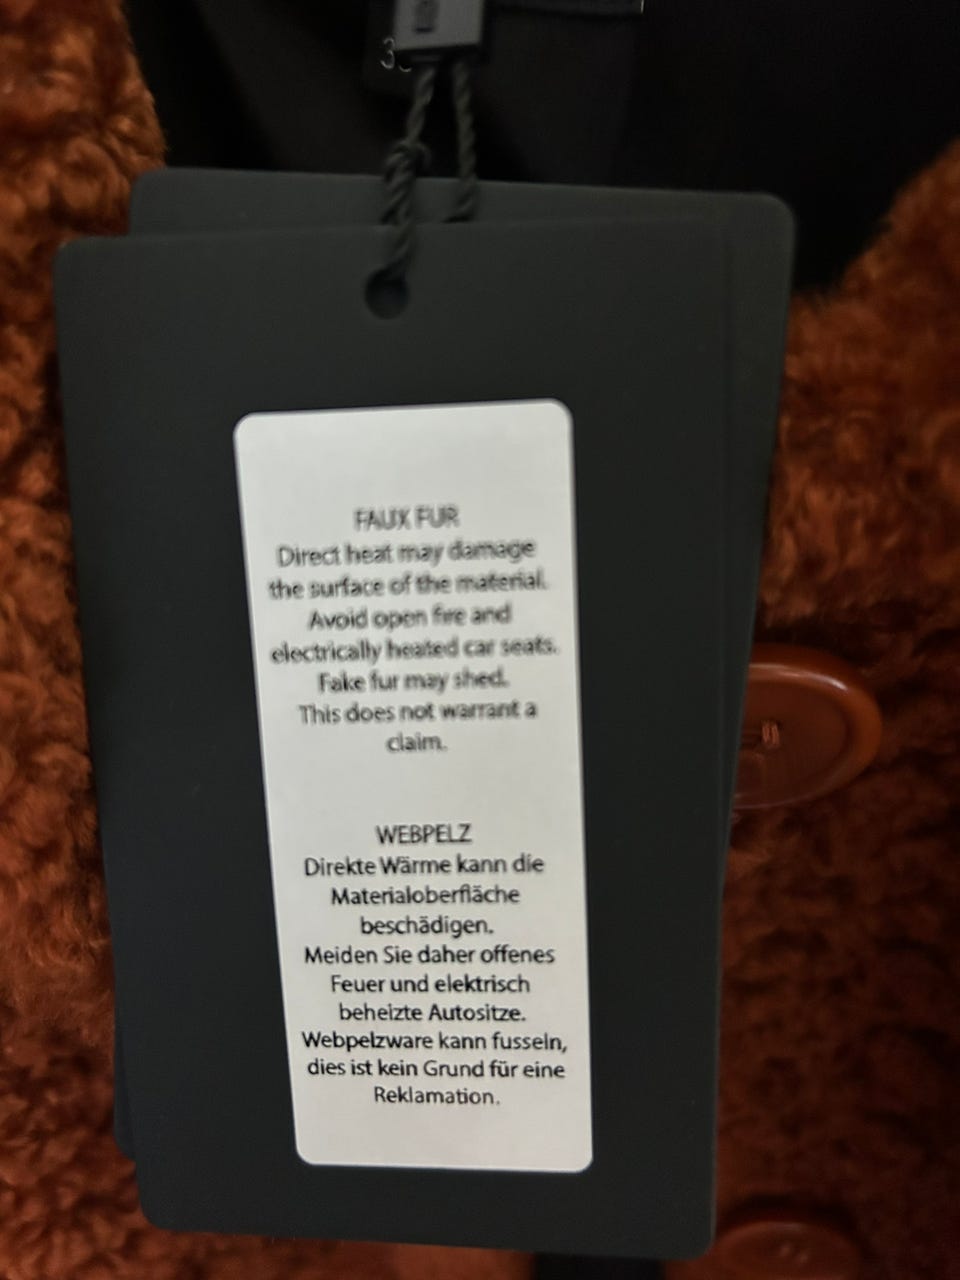 FAUX FUR
Direct heat may damage
the surface of the material.
Avoid open fire and
electrically heated car seats.
Fake fur may shed.
This does not warrant a
claim.
WEBPELZ
Direkte Wärme kann die
Materialoberfläche
beschädigen.
Meiden Sie daher offenes
Feuer und elektrisch
beheizte Autositze.
Webpelzware kann fusseln,
dies ist kein Grund für eine
Reklamation.